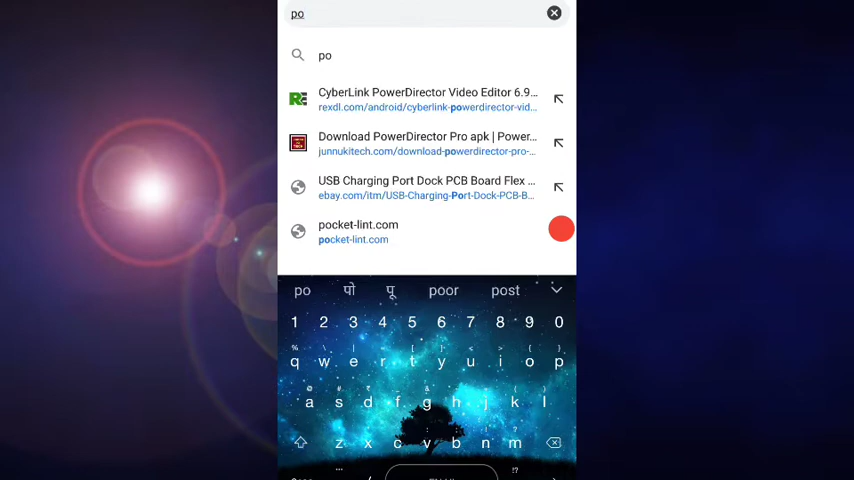 po
po
CyberLink PowerDirector Video Editor 6.9...
rexdl.com/android/cyberlink-powerdirector-vid...
Download PowerDirector Pro apk | Power...
junnukitech.com/download-powerdirector-pro-...
USB Charging Port Dock PCB Board Flex ...
ebay.com/itm/USB-Charging-Port-Dock-PCB-B...
pocket-lint.com
pocket-lint.com
po पो पू poor post
1 2 3 4 5 6 7 8 9 0
q w e r t y u i o p
a s d f g h j k l
z x c v b n m